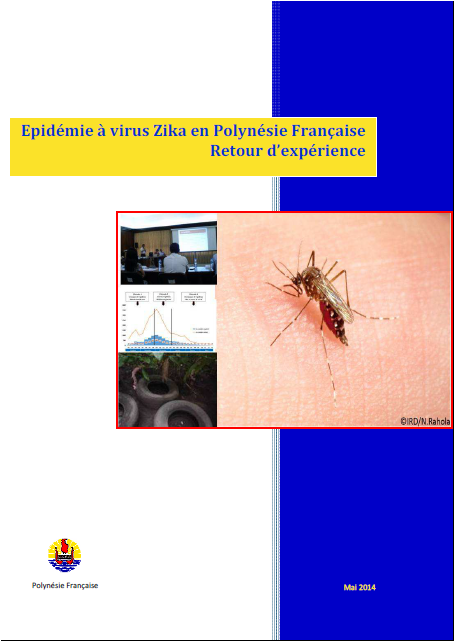 Epidémie à virus Zika en Polynésie Française
Retour d’expérience
©IRD/N.Rahola
Polynésie Française
Mai 2014